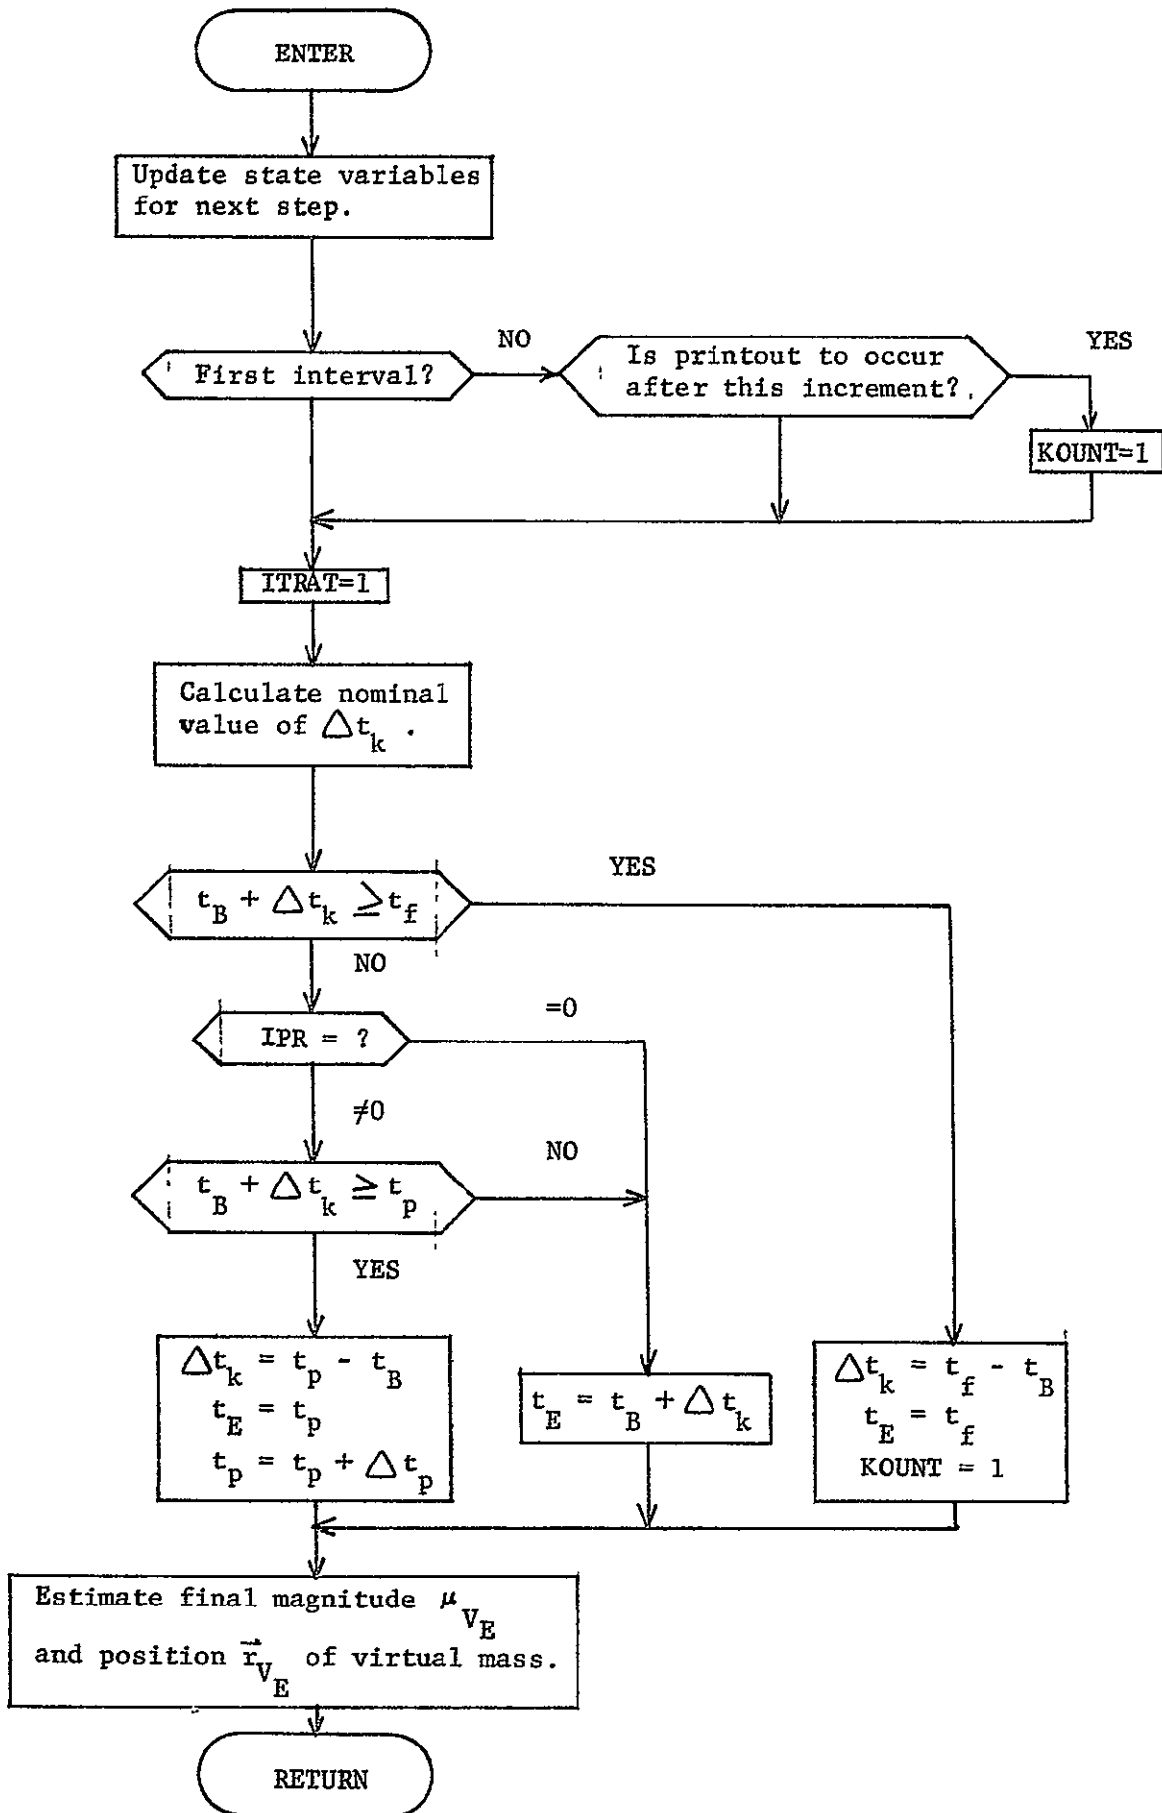 ENTER
Update state variables
for next step.
First interval?
NO
Is printout to occur
after this increment?
YES
KOUNT=1
ITRAT=1
Calculate nominal
value of △t_k .
t_B + △t_k ≥ t_f
YES
NO
IPR = ?
=0
≠0
t_B + △t_k ≥ t_p
NO
YES
△t_k = t_p - t_B
t_E = t_p
t_p = t_p + △t_p
t_E = t_B + △t_k
△t_k = t_f - t_B
t_E = t_f
KOUNT = 1
Estimate final magnitude μ_V_E
and position r⃗_V_E of virtual mass.
RETURN